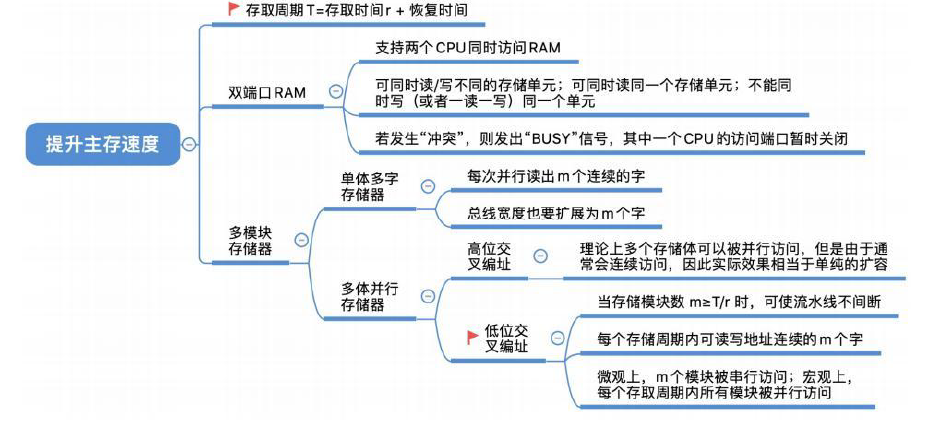 存取周期T=存取时间r + 恢复时间
支持两个CPU同时访问RAM
双端口RAM
可同时读/写不同的存储单元；可同时读同一个存储单元；不能同
时写（或者一读一写）同一个单元
若发生“冲突”，则发出“BUSY”信号，其中一个CPU的访问端口暂时关闭
提升主存速度
多模块
存储器
单体多字
存储器
每次并行读出m个连续的字
总线宽度也要扩展为m个字
多体并行
存储器
高位交
叉编址
理论上多个存储体可以被并行访问，但是由于通
常会连续访问，因此实际效果相当于单纯的扩容
低位交
叉编址
当存储模块数 m≥T/r 时，可使流水线不间断
每个存储周期内可读写地址连续的m个字
微观上，m个模块被串行访问；宏观上，
每个存取周期内所有模块被并行访问